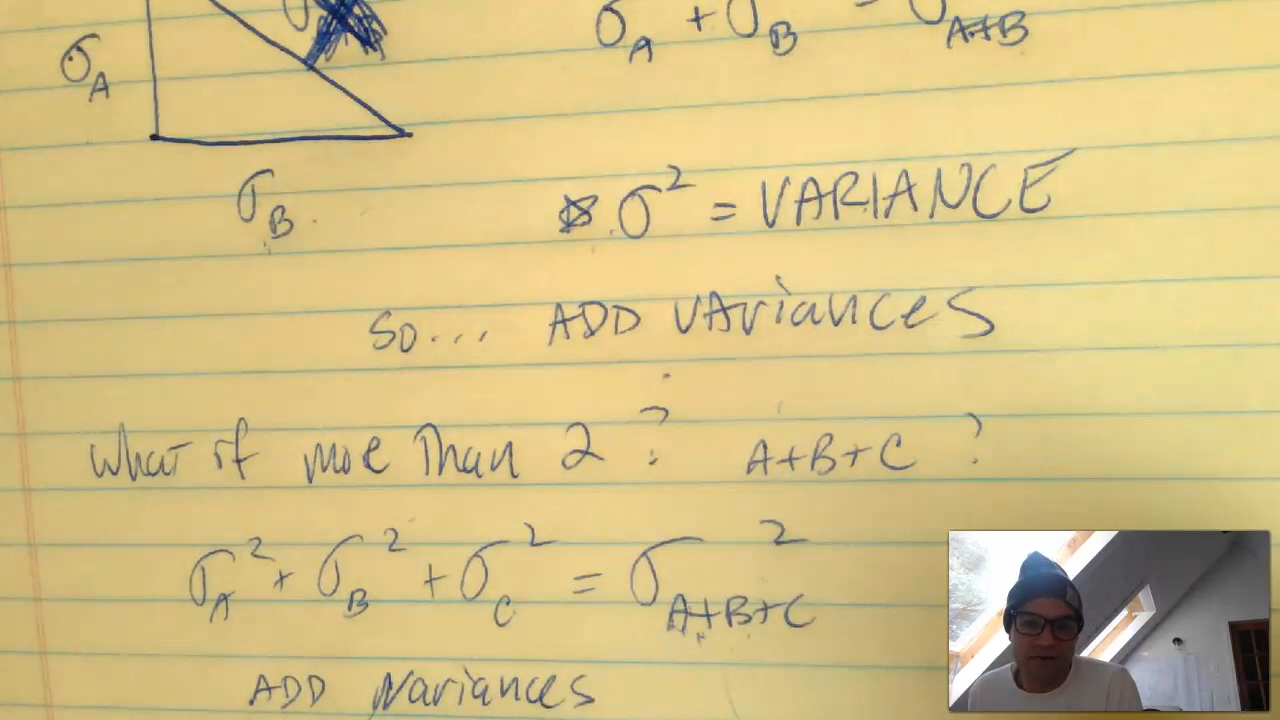 σA + σB = σA+B
σA
σB
σ² = VARIANCE
SO... ADD VARiANCES
What if more Than 2 ? A+B+C ?
σA² + σB² + σC² = σA+B+C²
ADD Variances